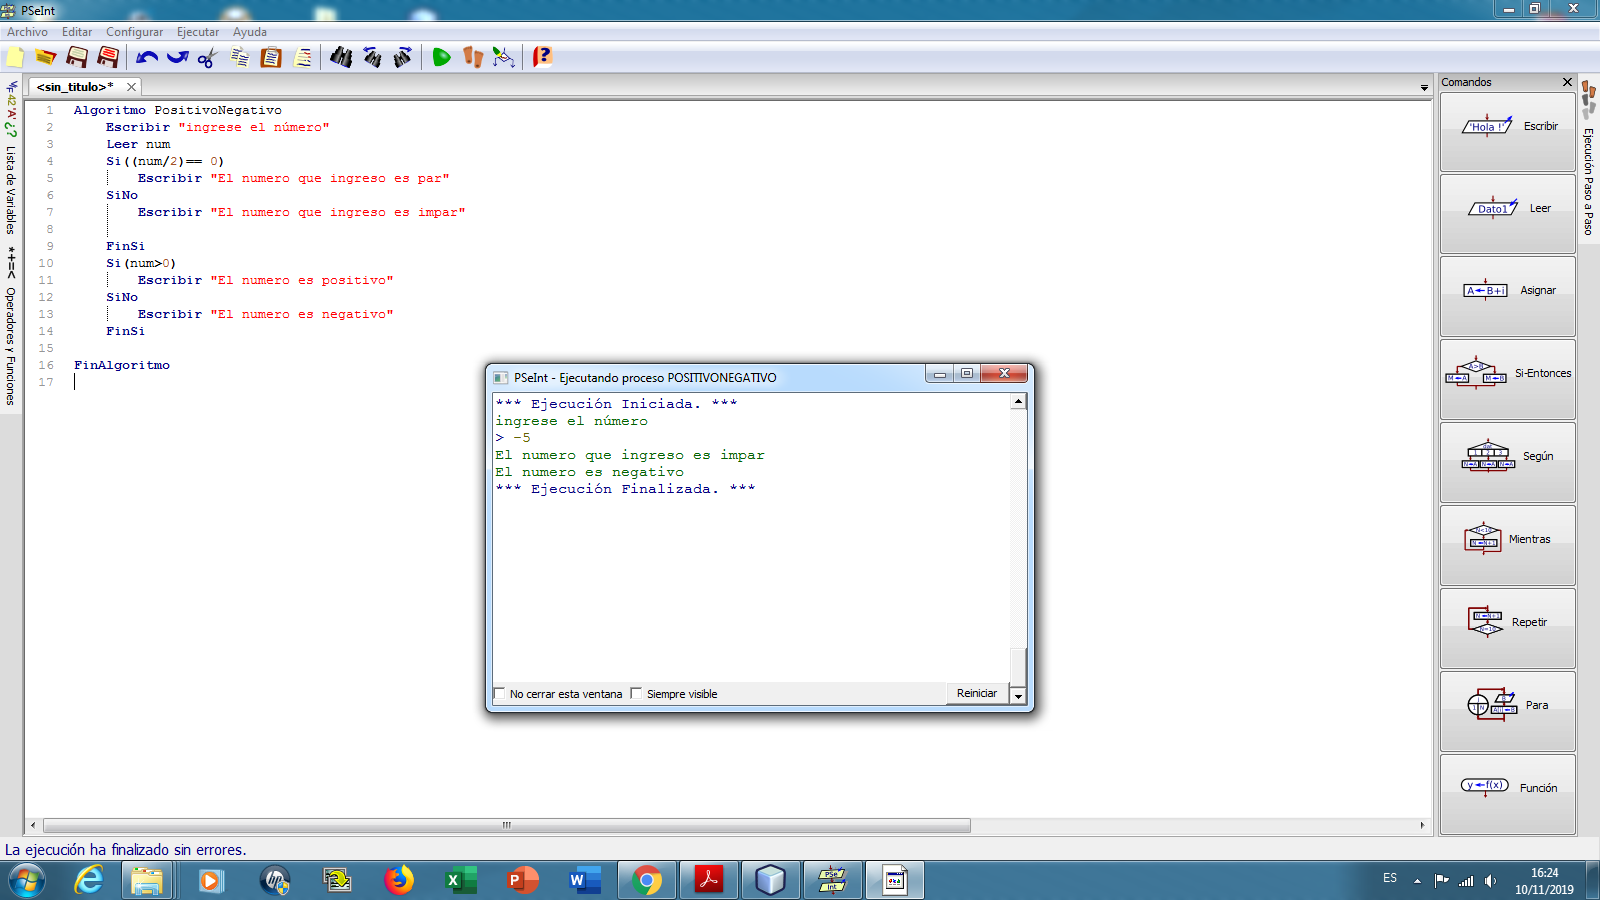 PSeInt
Archivo Editar Configurar Ejecutar Ayuda
<sin_titulo>*
1 Algoritmo PositivoNegativo
2 Escribir "ingrese el número"
3 Leer num
4 Si((num/2)== 0)
5 Escribir "El numero que ingreso es par"
6 SiNo
7 Escribir "El numero que ingreso es impar"
8
9 FinSi
10 Si(num>0)
11 Escribir "El numero es positivo"
12 SiNo
13 Escribir "El numero es negativo"
14 FinSi
15
16 FinAlgoritmo
17
Lista de Variables
*+=< Operadores y Funciones
PSeInt - Ejecutando proceso POSITIVONEGATIVO
*** Ejecución Iniciada. ***
ingrese el número
> -5
El numero que ingreso es impar
El numero es negativo
*** Ejecución Finalizada. ***
No cerrar esta ventana Siempre visible Reiniciar
Comandos
'Hola !' Escribir
Dato1 Leer
A←B+i Asignar
A>B M←A M←B Si-Entonces
1 2 3 Según
Mientras
Repetir
Para
y←f(x) Función
Ejecución Paso a Paso
La ejecución ha finalizado sin errores.
PSe Int
ES
16:24
10/11/2019